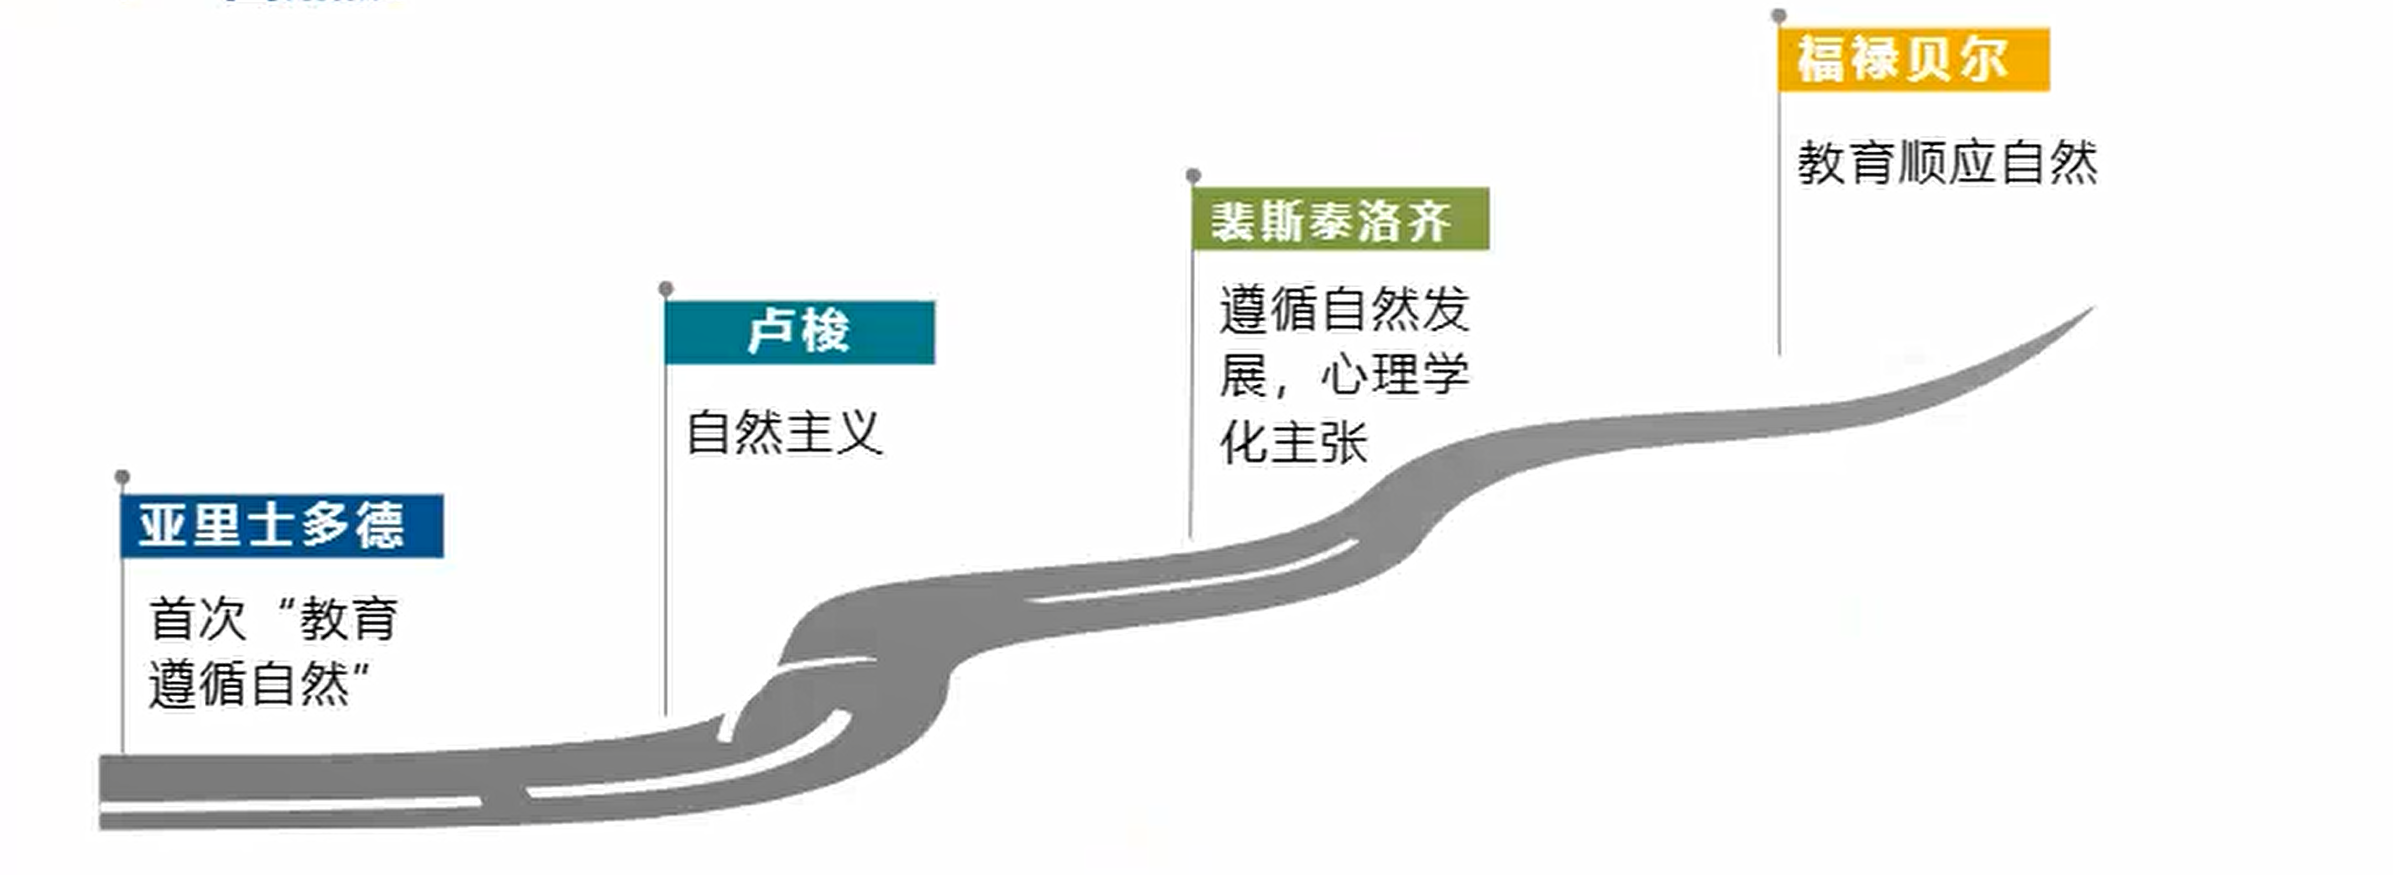 亚里士多德
首次“教育
遵循自然”
卢梭
自然主义
裴斯泰洛齐
遵循自然发
展，心理学
化主张
福禄贝尔
教育顺应自然